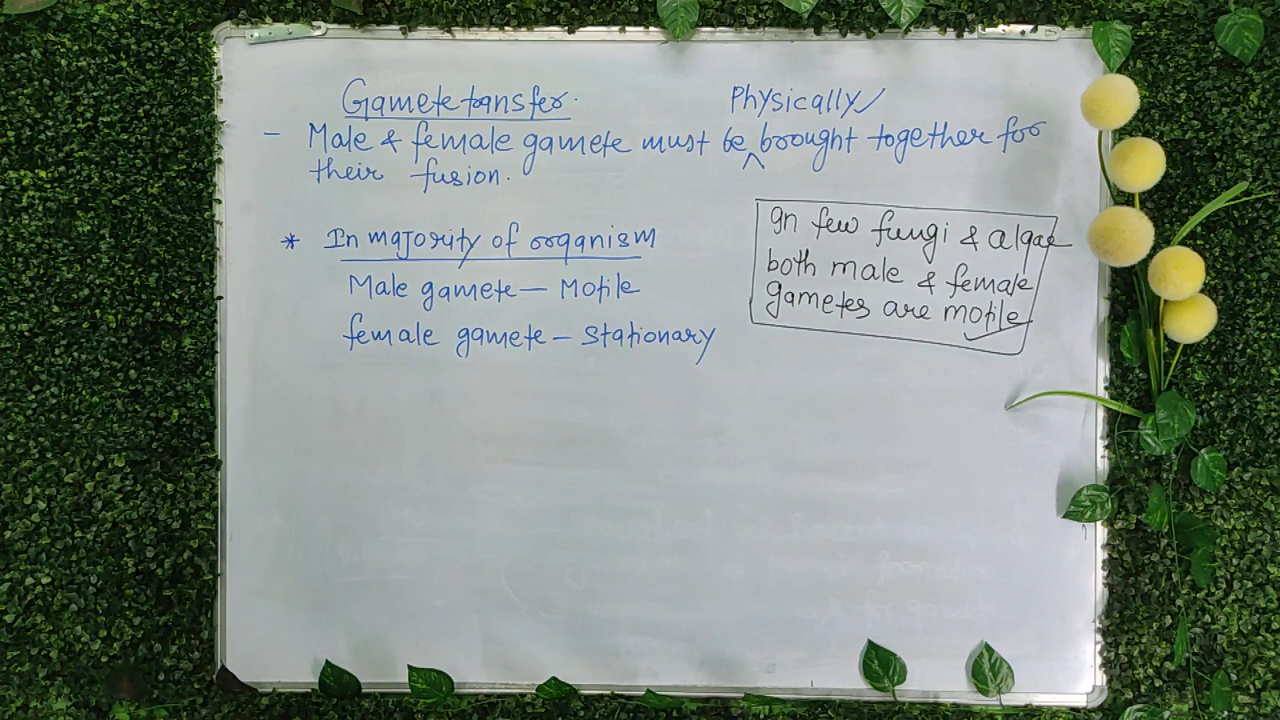 Gamete tansfer.
Physically
- Male & female gamete must be ^ brought together for
their fusion.
* In majority of organism
Male gamete - Motile
female gamete - Stationary
In few fungi & algae
both male & female
gametes are motile